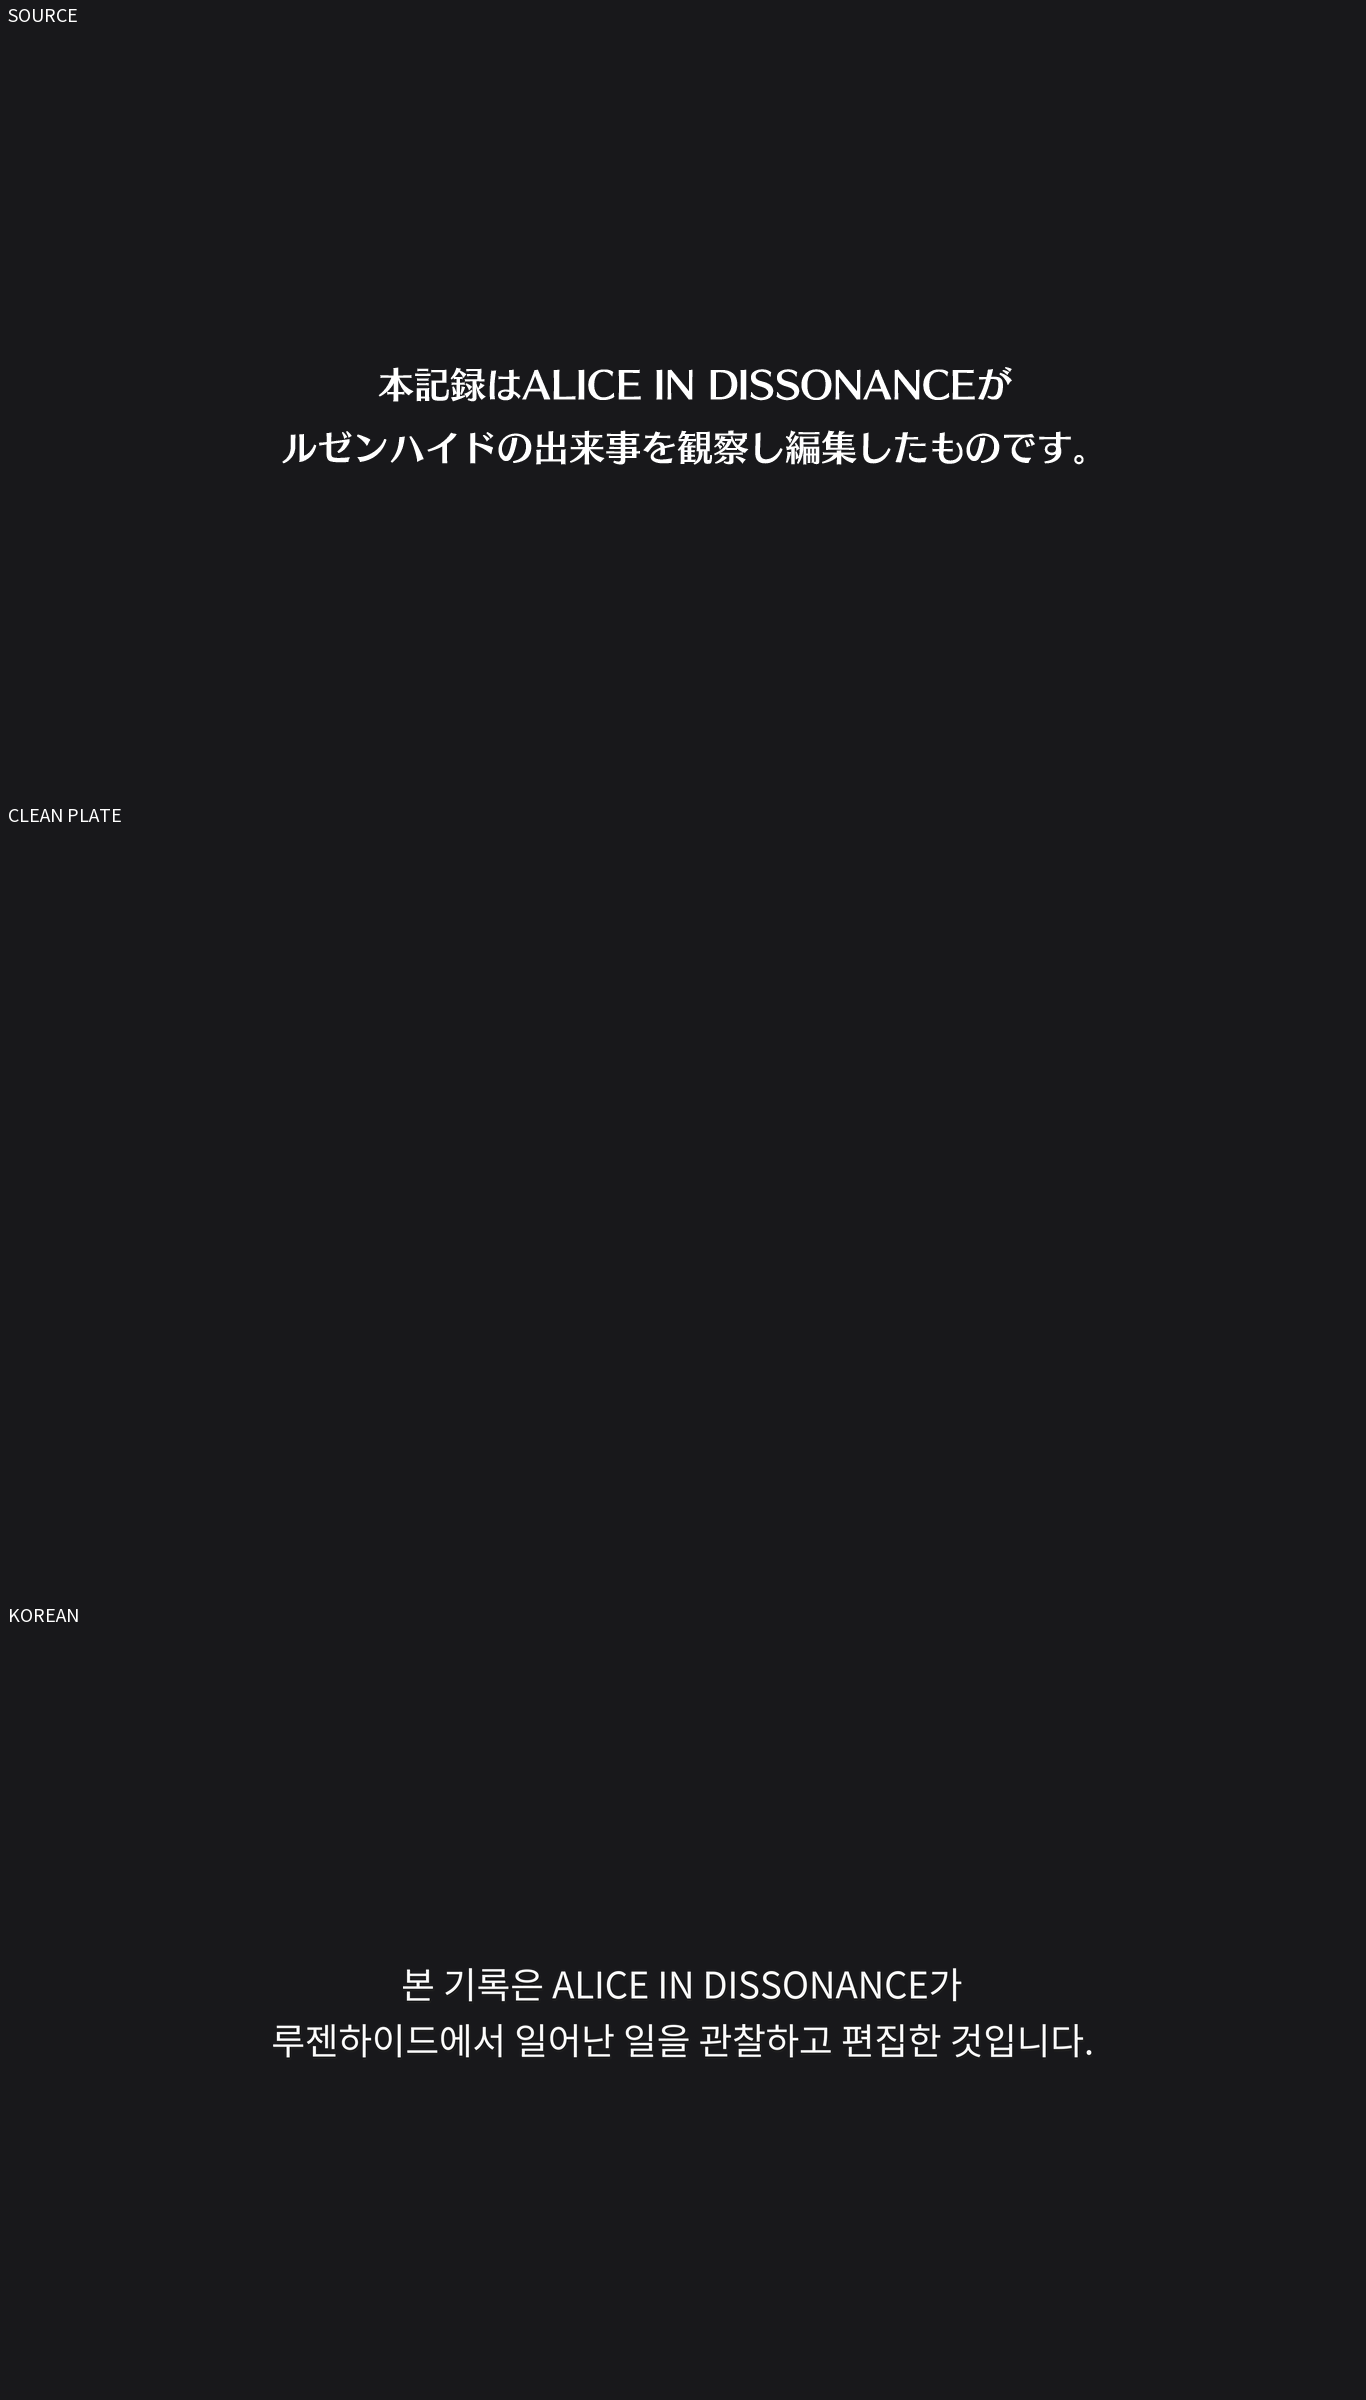 SOURCE
本記録はALICE IN DISSONANCEが
ルゼンハイドの出来事を観察し編集したものです。
CLEAN PLATE
KOREAN
본 기록은 ALICE IN DISSONANCE가
루젠하이드에서 일어난 일을 관찰하고 편집한 것입니다.